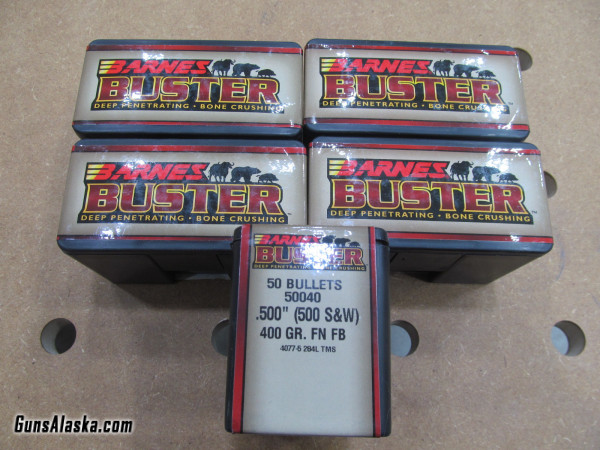 BARNES
BUSTER
DEEP PENETRATING • BONE CRUSHING
BARNES
BUSTER
DEEP PENETRATING • BONE CRUSHING
BARNES
BUSTER
DEEP PENETRATING • BONE CRUSHING
BARNES
BUSTER
DEEP PENETRATING • BONE CRUSHING
BARNES
BUSTER
DEEP PENETRATING • BONE CRUSHING
50 BULLETS
50040
.500" (500 S&W)
400 GR. FN FB
4077-5 264L TMS
GunsAlaska.com